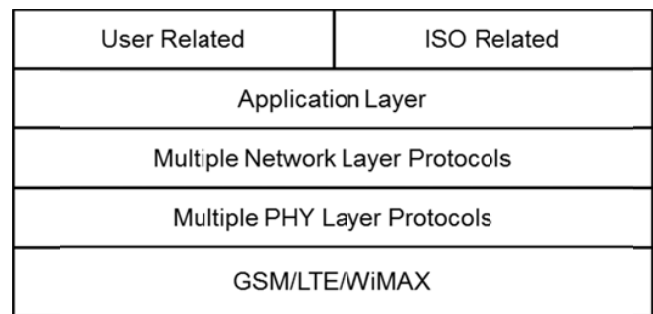 User Related
ISO Related
Application Layer
Multiple Network Layer Protocols
Multiple PHY Layer Protocols
GSM/LTE/WiMAX